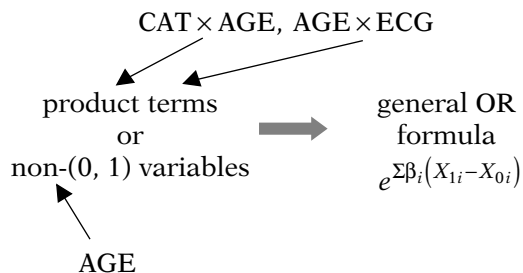 CAT × AGE, AGE × ECG
product terms
or
non-(0, 1) variables
AGE
general OR
formula
e^{Σβ_i(X_{1i}−X_{0i})}